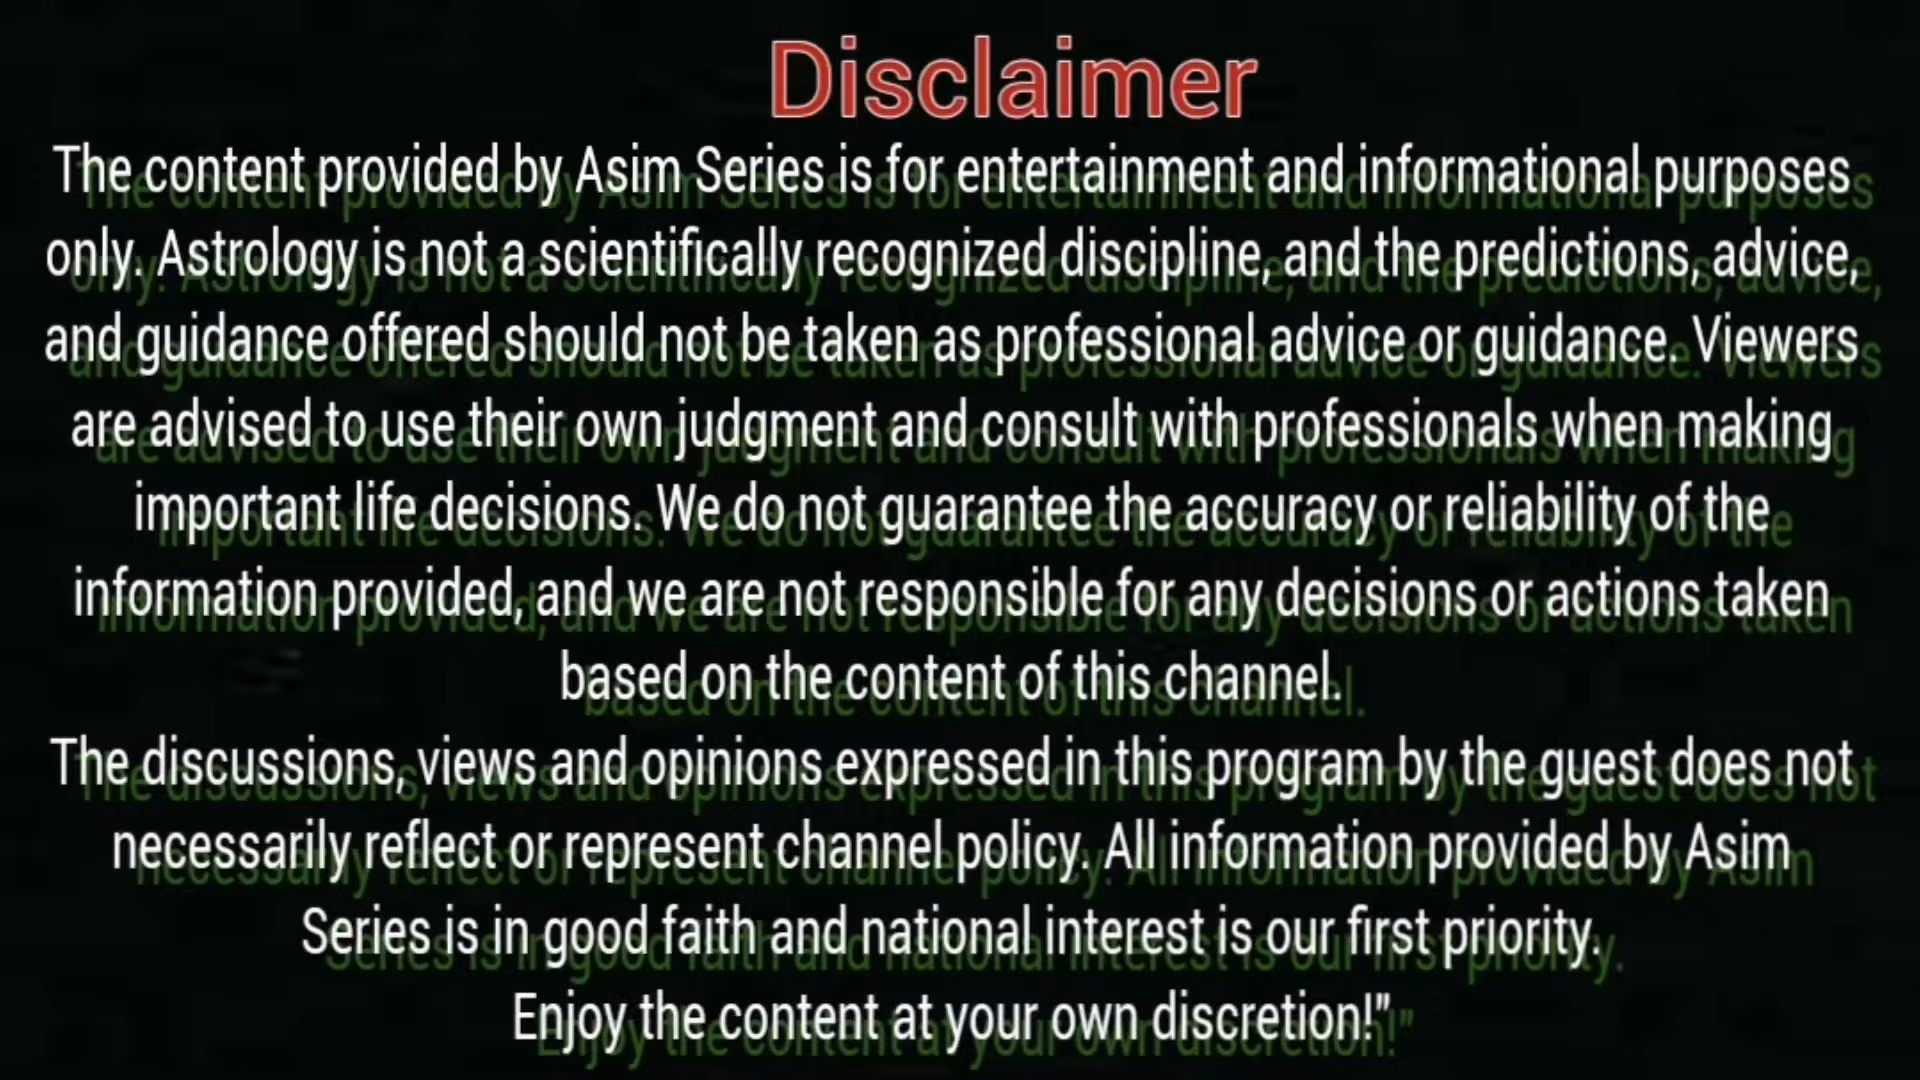 Disclaimer
The content provided by Asim Series is for entertainment and informational purposes
only. Astrology is not a scientifically recognized discipline, and the predictions, advice,
and guidance offered should not be taken as professional advice or guidance. Viewers
are advised to use their own judgment and consult with professionals when making
important life decisions. We do not guarantee the accuracy or reliability of the
information provided, and we are not responsible for any decisions or actions taken
based on the content of this channel.
The discussions, views and opinions expressed in this program by the guest does not
necessarily reflect or represent channel policy. All information provided by Asim
Series is in good faith and national interest is our first priority.
Enjoy the content at your own discretion!"